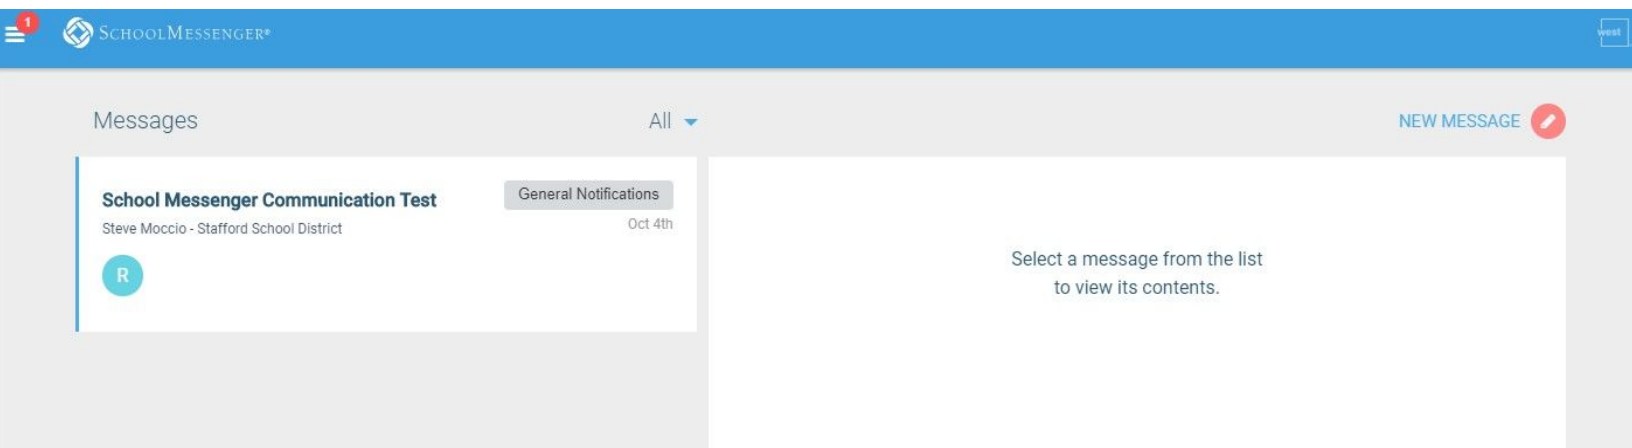 1
SCHOOLMESSENGER®
west
Messages
All
NEW MESSAGE
School Messenger Communication Test
General Notifications
Steve Moccio - Stafford School District
Oct 4th
R
Select a message from the list
to view its contents.